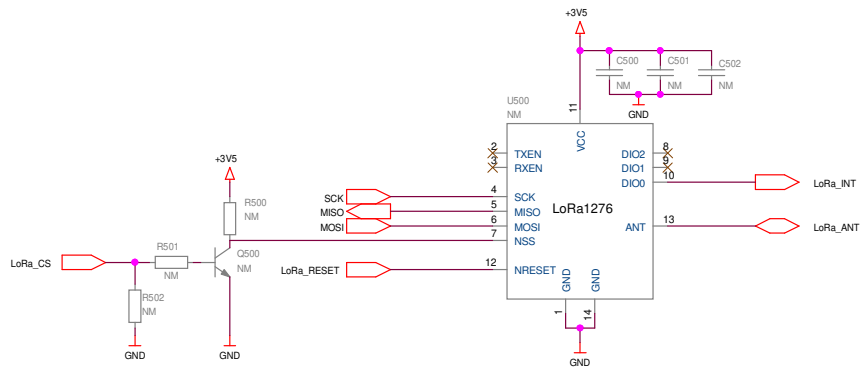 +3V5
C500
NM
C501
NM
C502
NM
GND
U500
NM
11
VCC
2
TXEN
3
RXEN
8
DIO2
9
DIO1
10
DIO0
LoRa_INT
+3V5
R500
NM
SCK
4
SCK
MISO
5
MISO
MOSI
6
MOSI
7
NSS
LoRa1276
ANT
13
LoRa_ANT
LoRa_CS
R501
NM
Q500
NM
LoRa_RESET
12
NRESET
GND
GND
R502
NM
1
14
GND
GND
GND